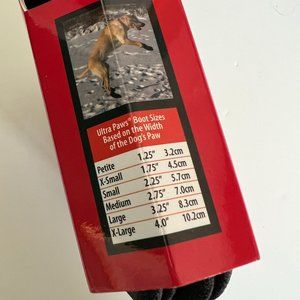 Ultra Paws® Boot Sizes
Based on the Width
of the Dog's Paw
Petite 1.25" 3.2cm
X-Small 1.75" 4.5cm
Small 2.25" 5.7cm
Medium 2.75" 7.0cm
Large 3.25" 8.3cm
X-Large 4.0" 10.2cm